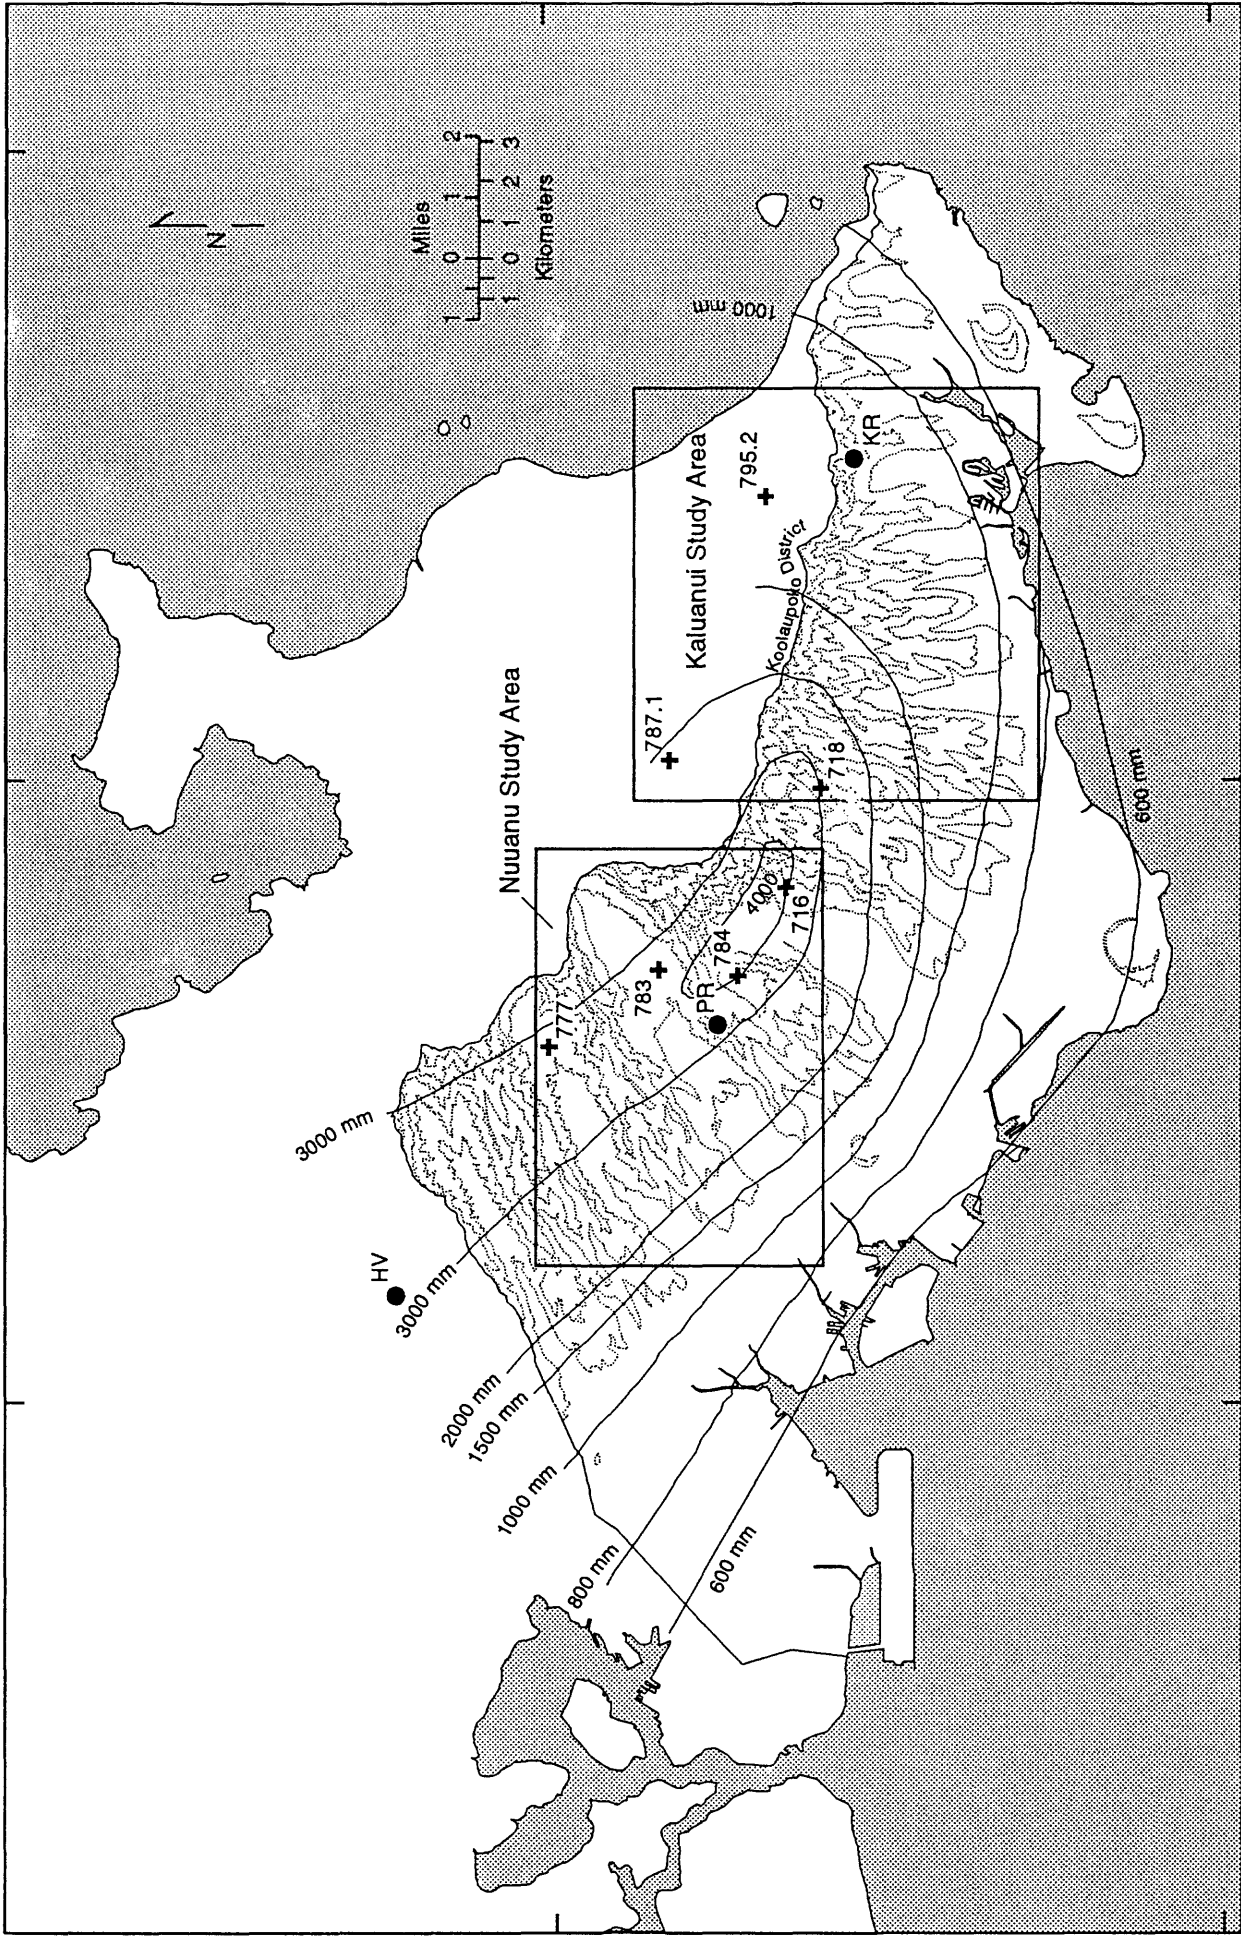 Miles
1 0 1 2
1 0 1 2 3
Kilometers
N
Nuuanu Study Area
Kaluanui Study Area
Koolaupoko District
HV
3000 mm
3000 mm
2000 mm
1500 mm
1000 mm
800 mm
600 mm
777
783
784
PR
4000
716
718
787.1
795.2
KR
1000 mm
600 mm